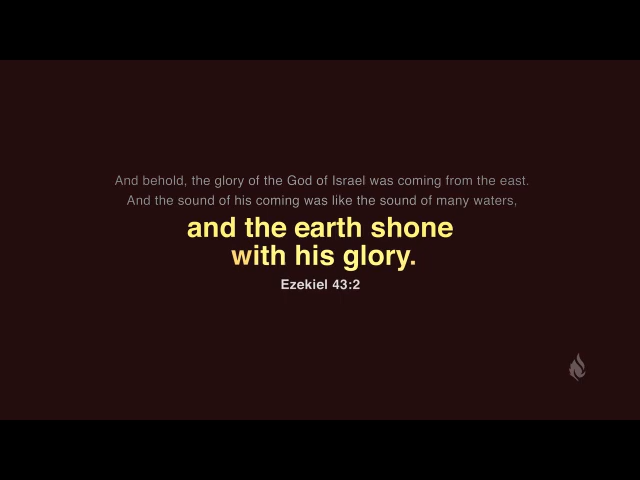 And behold, the glory of the God of Israel was coming from the east.
And the sound of his coming was like the sound of many waters,
and the earth shone
with his glory.
Ezekiel 43:2